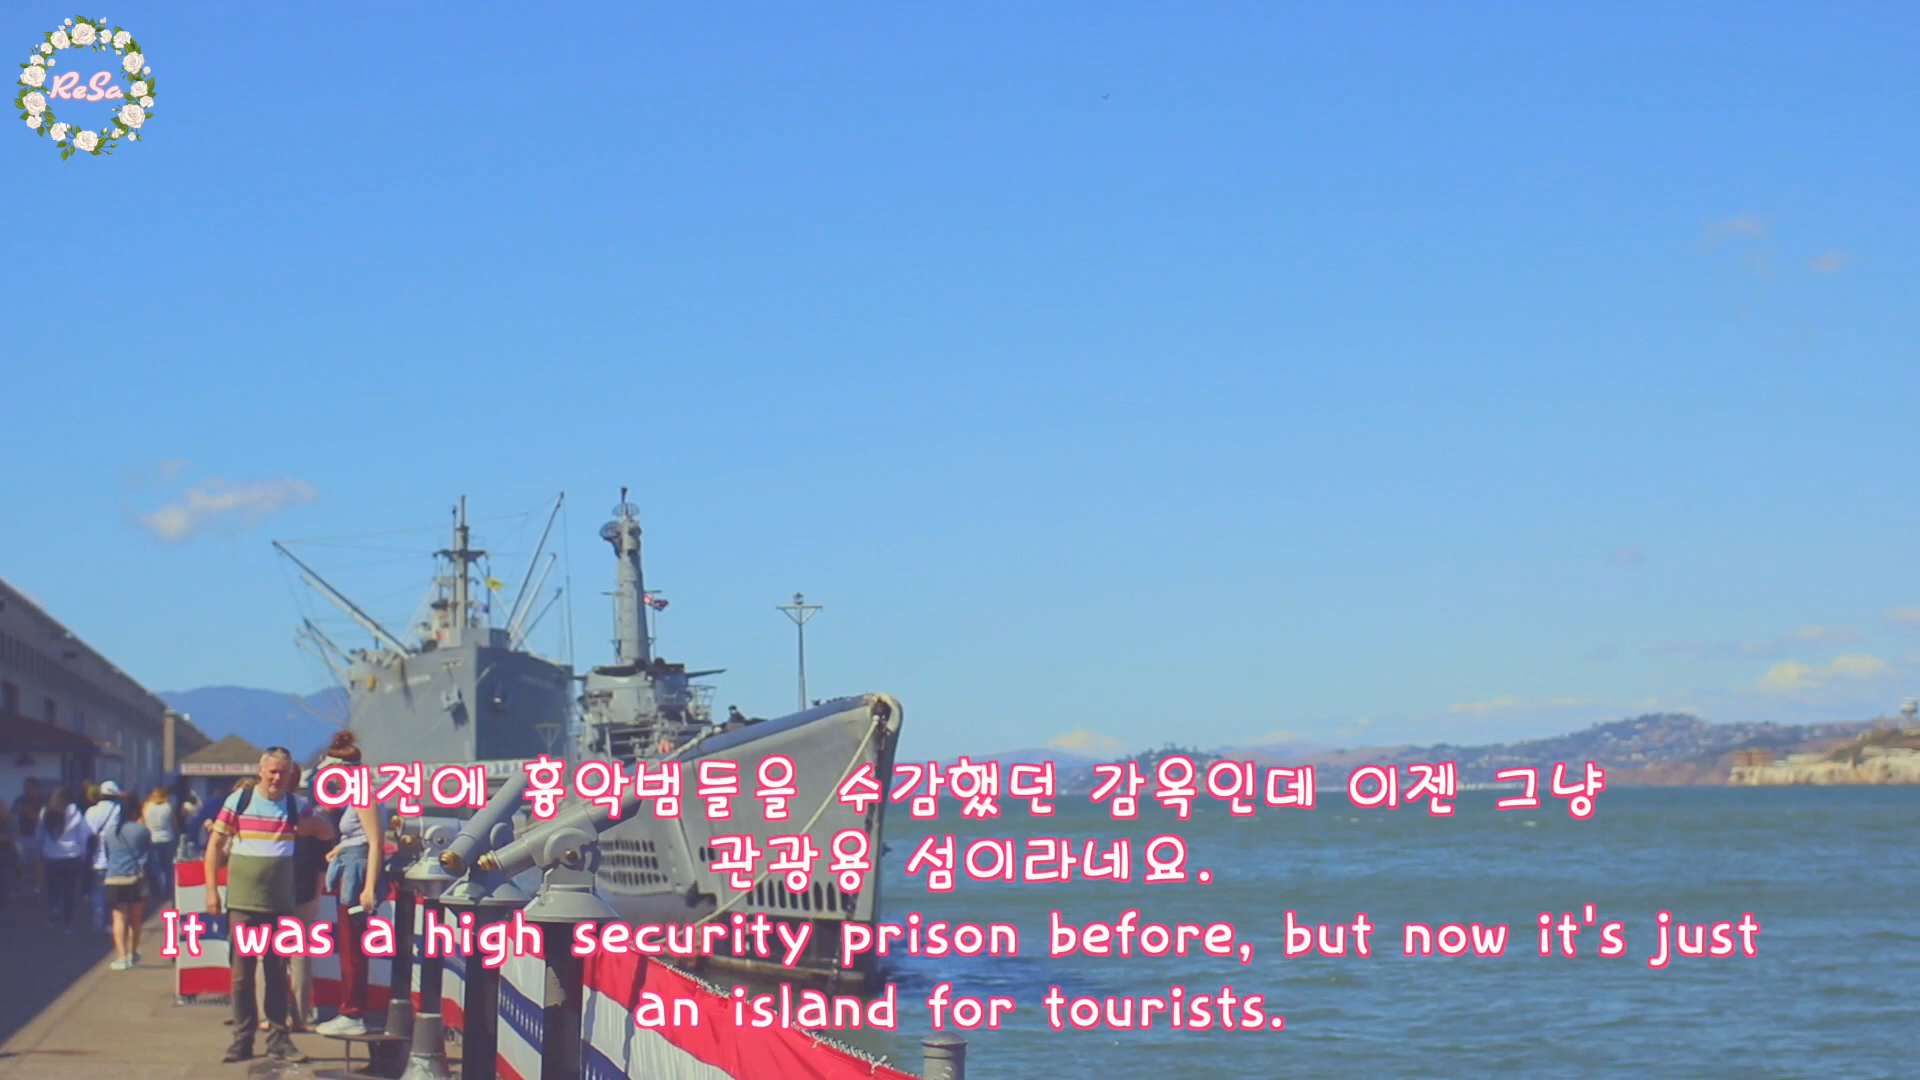 ReSa
예전에 흉악범들을 수감했던 감옥인데 이젠 그냥
관광용 섬이라네요.
It was a high security prison before, but now it's just
an island for tourists.